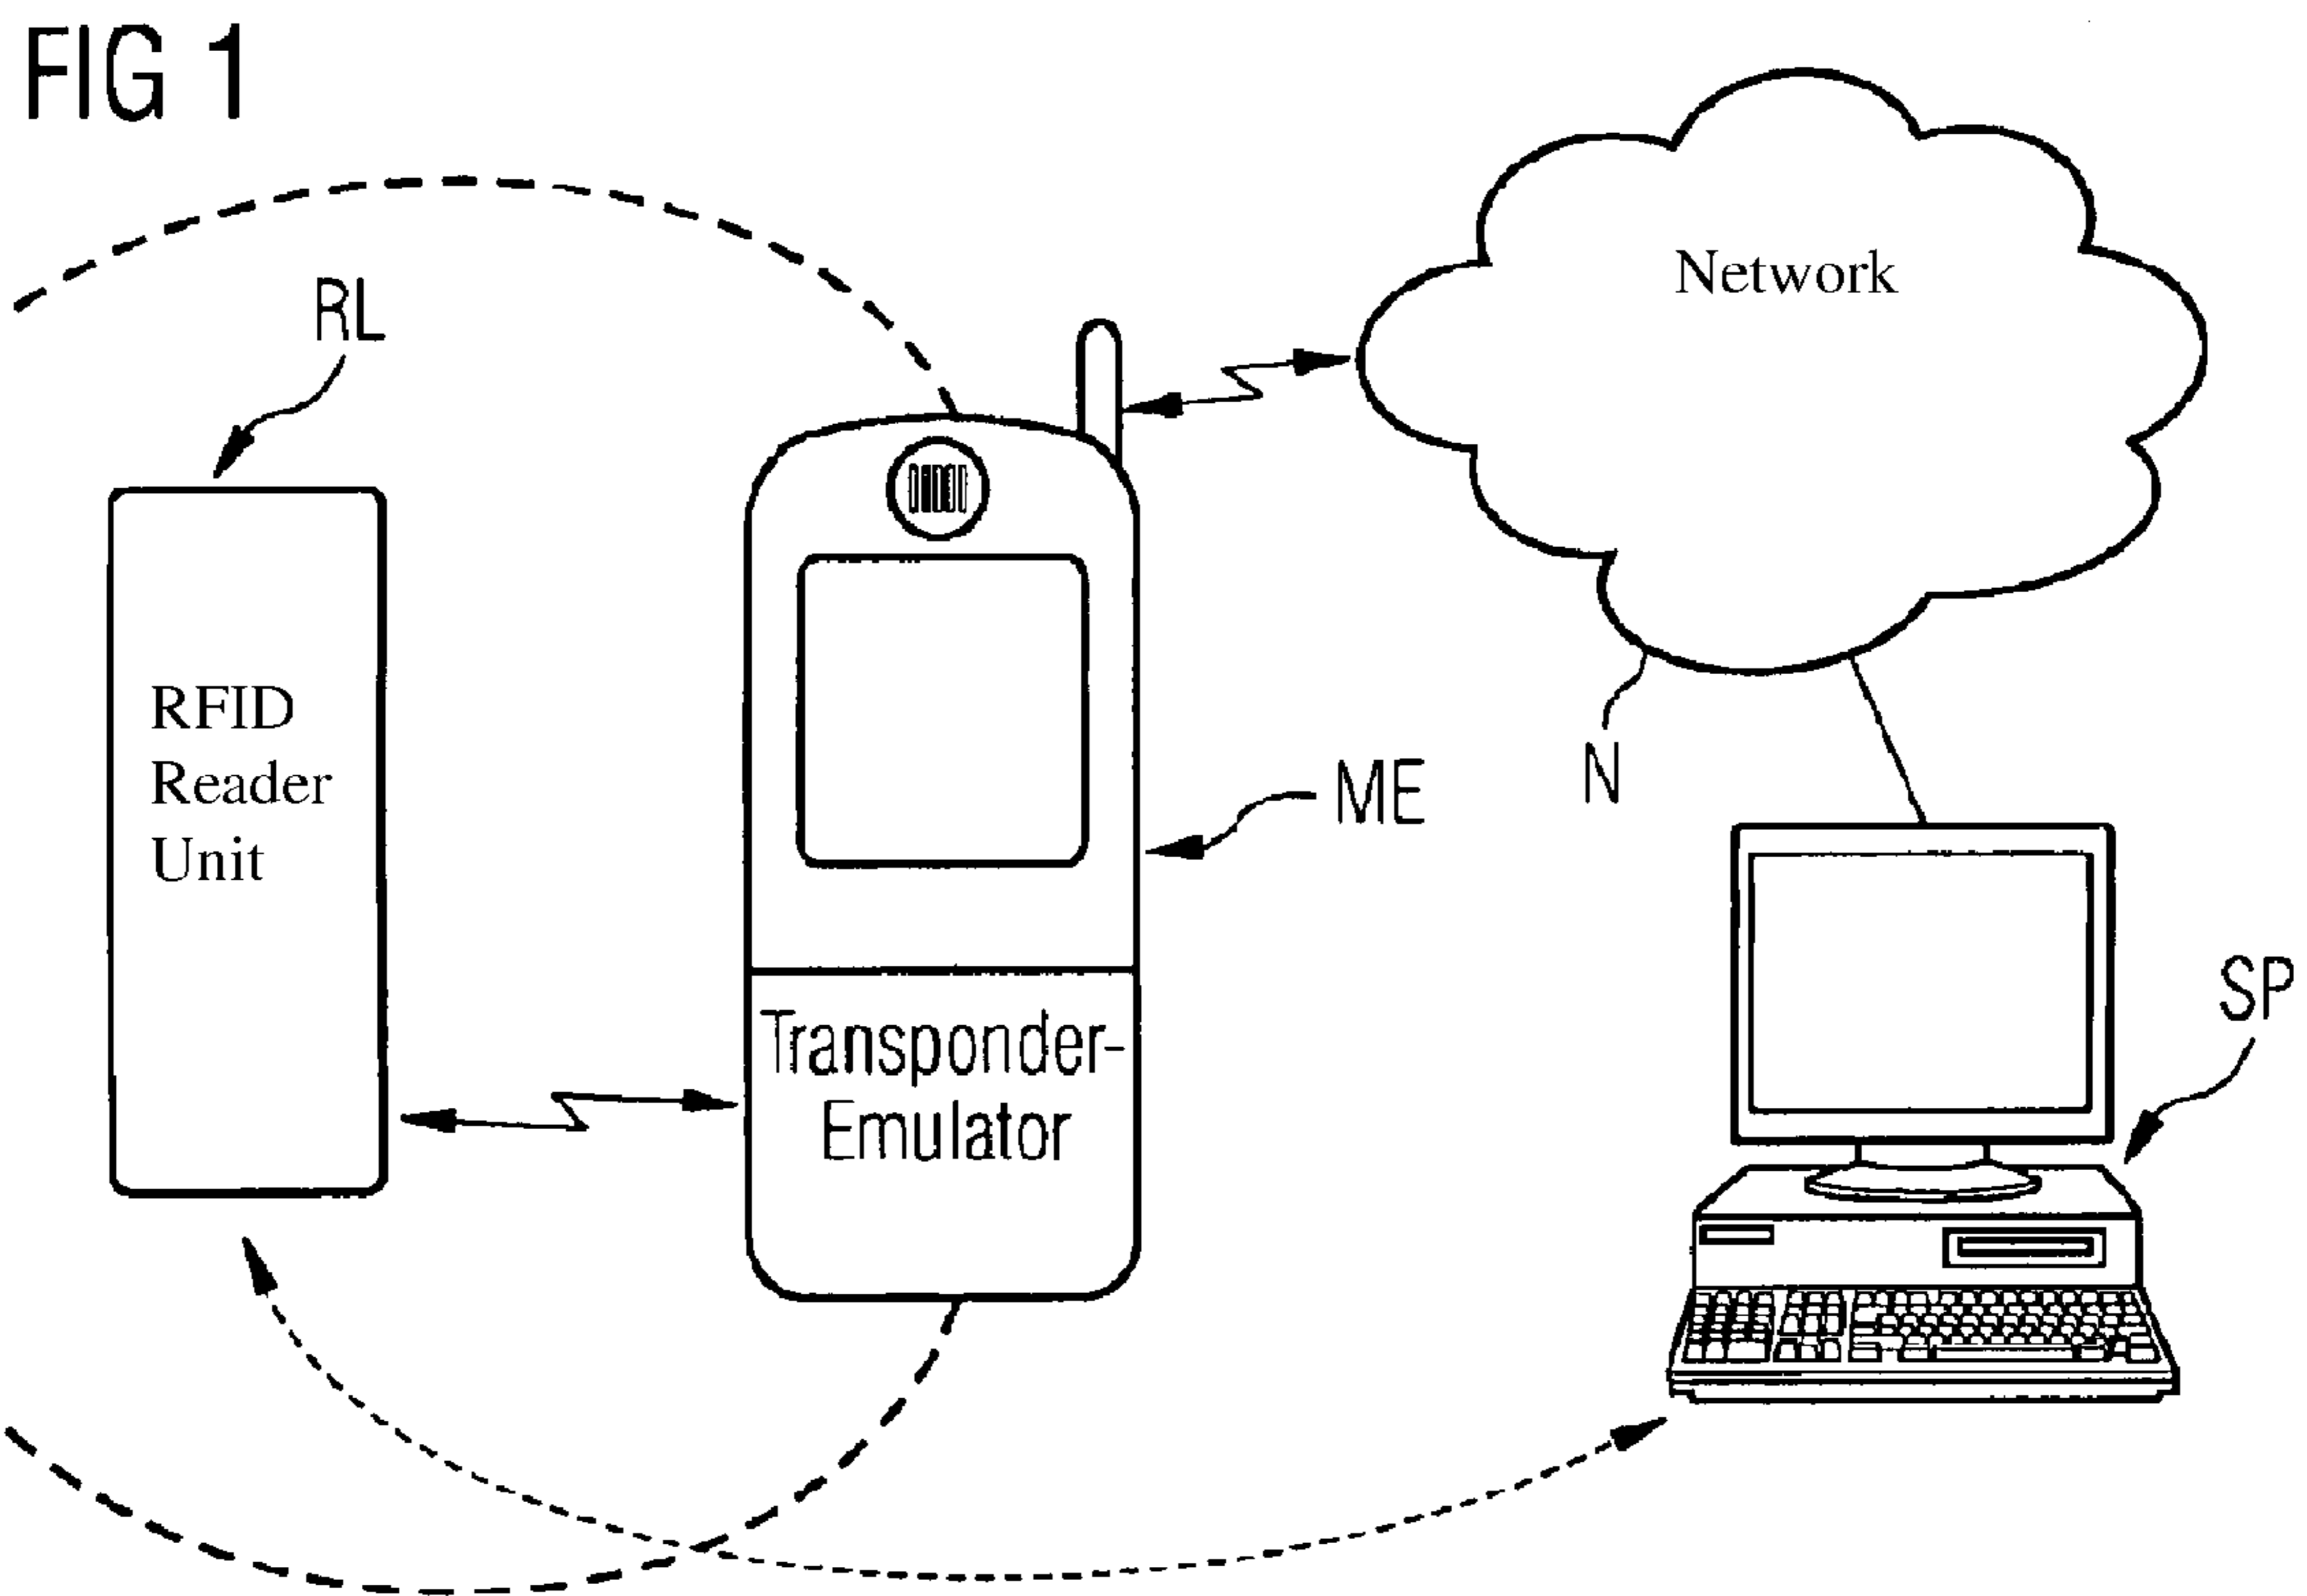 FIG 1
Network
RL
RFID
Reader
Unit
N
ME
SP
Transponder-
Emulator